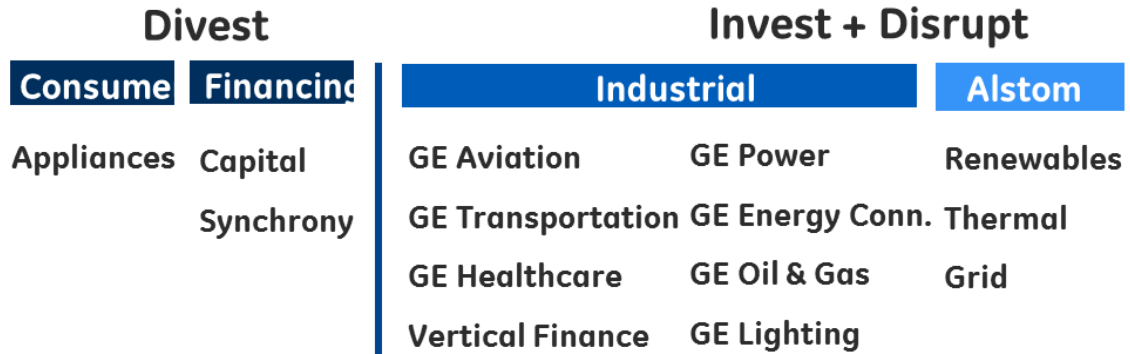 Divest
Invest + Disrupt
Consume
Financing
Industrial
Alstom
Appliances
Capital
Synchrony
GE Aviation
GE Transportation
GE Healthcare
Vertical Finance
GE Power
GE Energy Conn.
GE Oil & Gas
GE Lighting
Renewables
Thermal
Grid